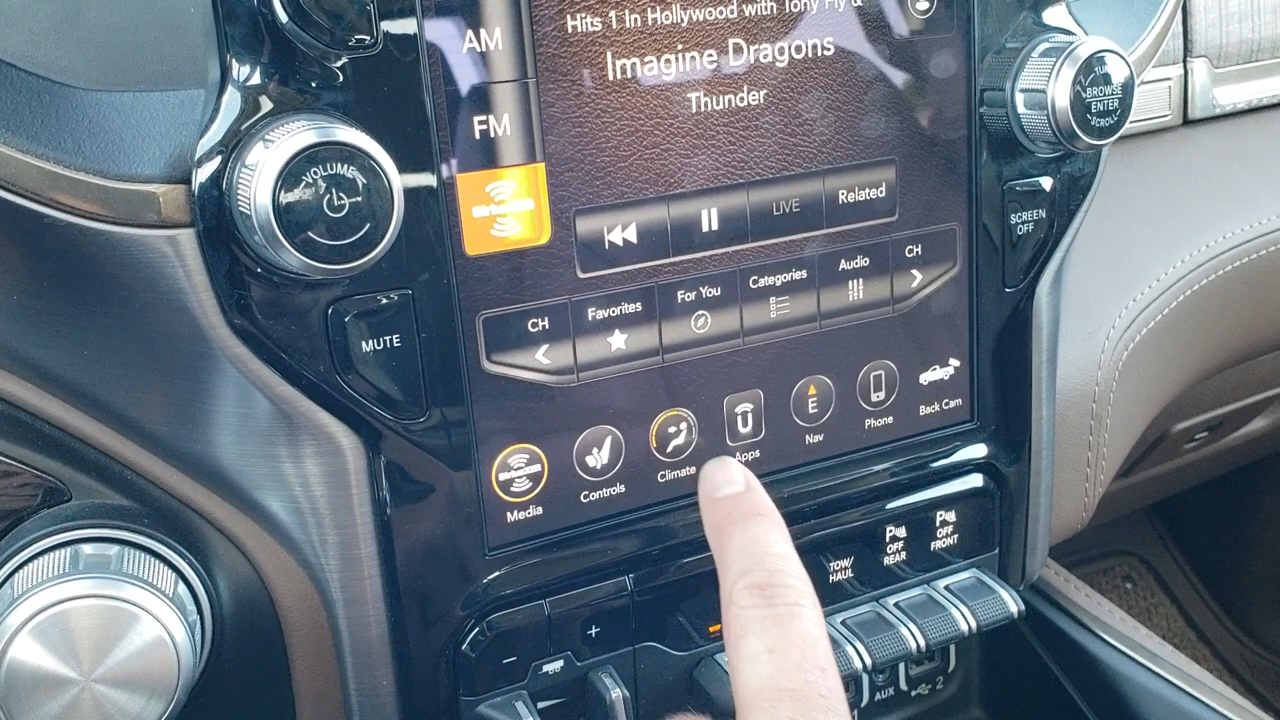 Hits 1 In Hollywood with Tony Fly &
AM
Imagine Dragons
Thunder
FM
VOLUME
TUNE
BROWSE
ENTER
SCROLL
SCREEN
OFF
SiriusXM
LIVE
Related
MUTE
CH
Favorites
For You
Categories
Audio
CH
SiriusXM
Media
Controls
Climate
Apps
E
Nav
Phone
Back Cam
TOW/
HAUL
P
OFF
REAR
P
OFF
FRONT
+
-
AUX
2